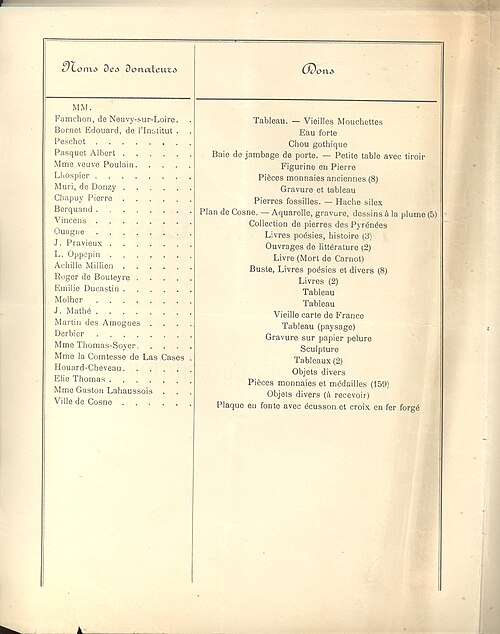 Noms des donateurs Dons
MM.
Famchon, de Neuvy-sur-Loire. . Tableau. — Vieilles Mouchettes
Bornet Edouard, de l'Institut . . Eau forte
Peschot . . . . . . . Chou gothique
Pasquet Albert . . . . . . Baie de jambage de porte. — Petite table avec tiroir
Mme veuve Poulain. . . . . Figurine en Pierre
Lhospier . . . . . . . Pièces monnaies anciennes (8)
Muri, de Donzy . . . . . . Gravure et tableau
Chapuy Pierre . . . . . . Pierres fossiles. — Hache silex
Berquand . . . . . . . . Plan de Cosne. — Aquarelle, gravure, dessins à la plume (5)
Vincens . . . . . . . . Collection de pierres des Pyrénées
Ouagne . . . . . . . . Livres poésies, histoire (3)
J. Pravieux . . . . . . . Ouvrages de littérature (2)
L. Oppepin . . . . . . . Livre (Mort de Carnot)
Achille Millien . . . . . . Buste, Livres poésies et divers (8)
Roger de Bouteyre . . . . . Livres (2)
Emilie Ducastin . . . . . . Tableau
Molher . . . . . . . . Tableau
J. Mathé . . . . . . . . Vieille carte de France
Martin des Amognes . . . . Tableau (paysage)
Derbier . . . . . . . . Gravure sur papier pelure
Mme Thomas-Soyer. . . . . Sculpture
Mme la Comtesse de Las Cases . Tableaux (2)
Houard-Cheveau. . . . . . Objets divers
Elie Thomas . . . . . . . Pièces monnaies et médailles (159)
Mme Gaston Lahaussois . . . Objets divers (à recevoir)
Ville de Cosne . . . . . . Plaque en fonte avec écusson et croix en fer forgé